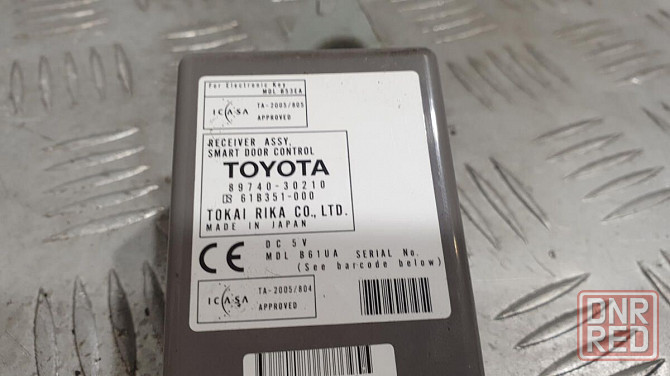 For Electronic Key
MDL B53EA
ICASA
TA-2005/805
APPROVED
RECEIVER ASSY,
SMART DOOR CONTROL
TOYOTA
89740-30210
61B351-000
TOKAI RIKA CO., LTD.
MADE IN JAPAN
CE
DC 5V
MDL B61UA SERIAL No.
(See barcode below)
ICASA
TA-2005/804
APPROVED
DNR
RED